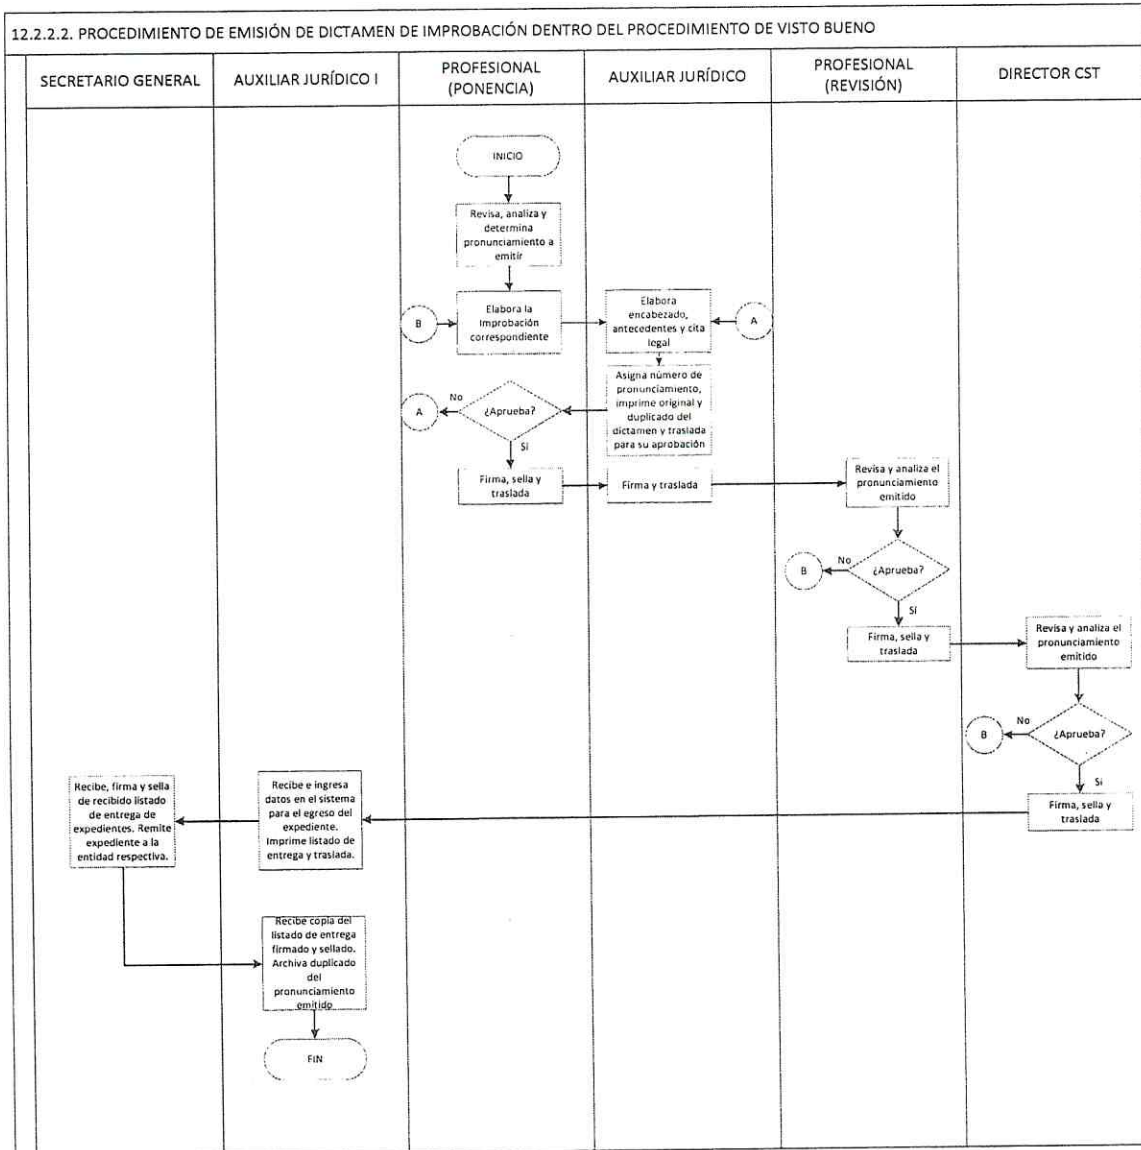 12.2.2.2. PROCEDIMIENTO DE EMISIÓN DE DICTAMEN DE IMPROBACIÓN DENTRO DEL PROCEDIMIENTO DE VISTO BUENO
SECRETARIO GENERAL
AUXILIAR JURÍDICO I
PROFESIONAL
(PONENCIA)
AUXILIAR JURÍDICO
PROFESIONAL
(REVISIÓN)
DIRECTOR CST
INICIO
Revisa, analiza y
determina
pronunciamiento a
emitir
B
Elabora la
Improbación
correspondiente
Elabora
encabezado,
antecedentes y cita
legal
A
Asigna número de
pronunciamiento,
imprime original y
duplicado del
dictamen y traslada
para su aprobación
A
No
¿Aprueba?
Sí
Firma, sella y
traslada
Firma y traslada
Revisa y analiza el
pronunciamiento
emitido
B
No
¿Aprueba?
Sí
Firma, sella y
traslada
Revisa y analiza el
pronunciamiento
emitido
B
No
¿Aprueba?
Si
Firma, sella y
traslada
Recibe e ingresa
datos en el sistema
para el egreso del
expediente.
Imprime listado de
entrega y traslada.
Recibe, firma y sella
de recibido listado
de entrega de
expedientes. Remite
expediente a la
entidad respectiva.
Recibe copia del
listado de entrega
firmado y sellado.
Archiva duplicado
del
pronunciamiento
emitido
FIN